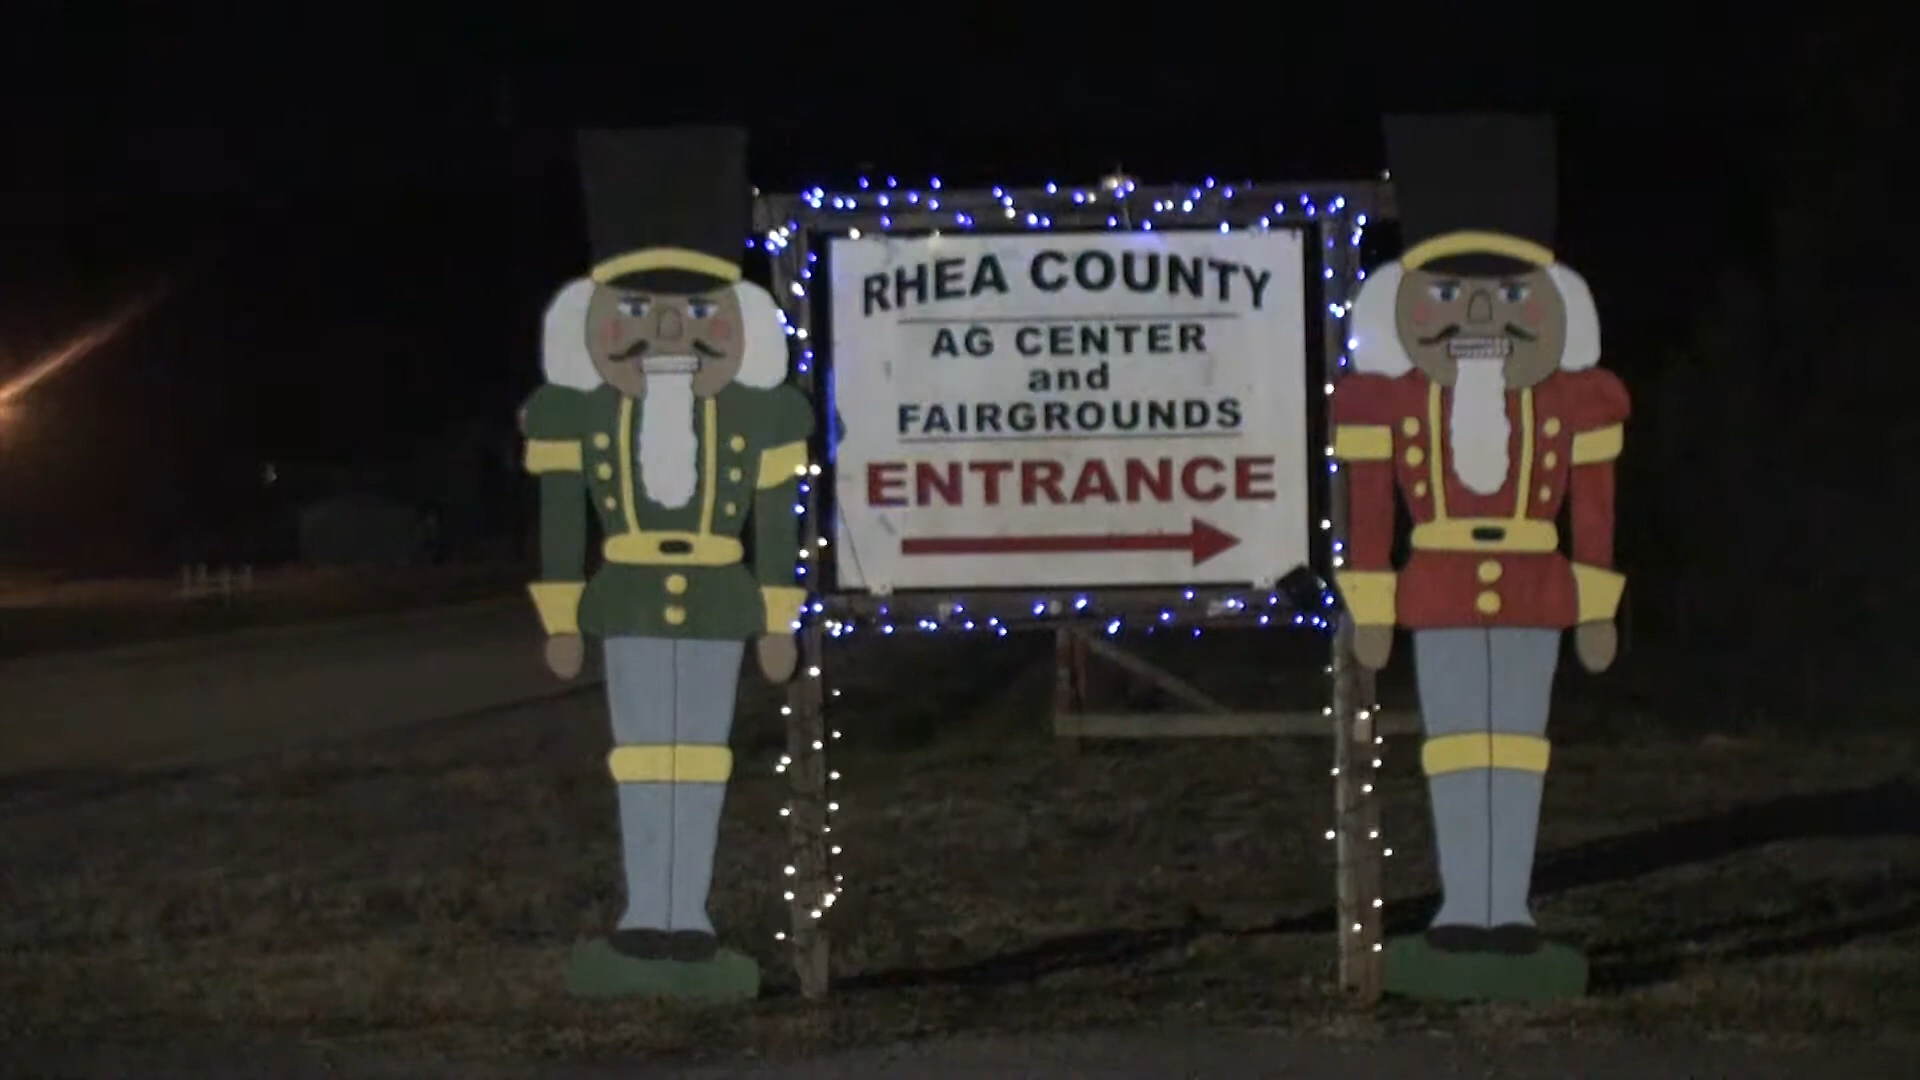 RHEA COUNTY
AG CENTER
and
FAIRGROUNDS
ENTRANCE